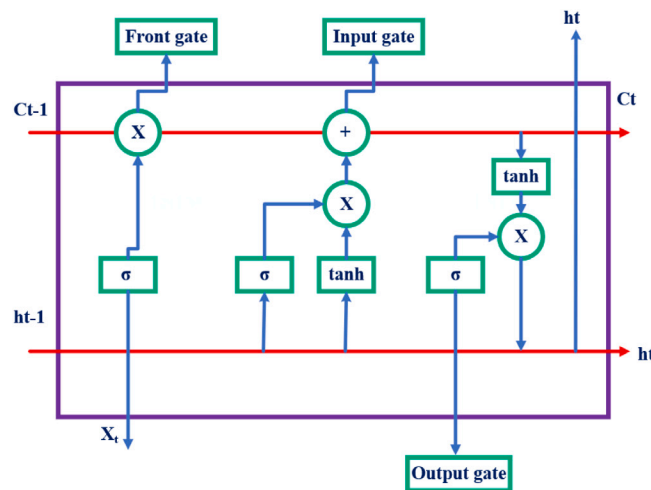 ht
Front gate
Input gate
Ct-1
Ct
X
+
tanh
X
X
σ
σ
tanh
σ
ht-1
ht
Xₜ
Output gate